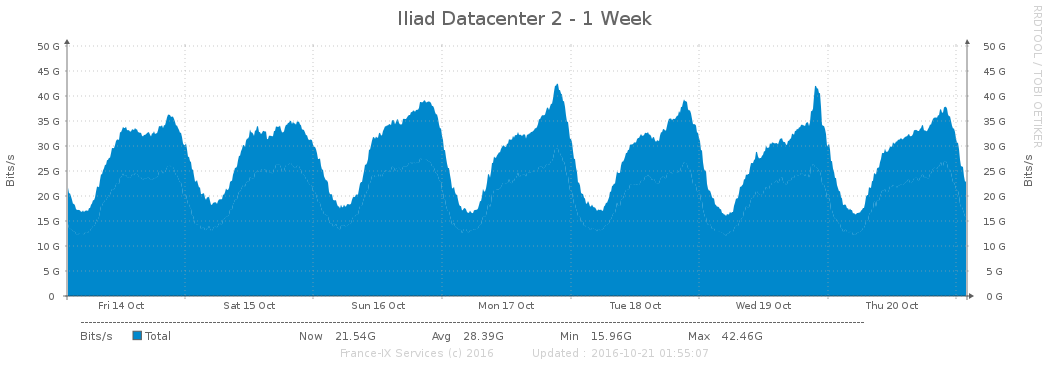 Iliad Datacenter 2 - 1 Week
RRDTOOL / TOBI OETIKER
50 G 50 G
45 G 45 G
40 G 40 G
35 G 35 G
30 G 30 G
25 G 25 G
20 G 20 G
15 G 15 G
10 G 10 G
5 G 5 G
0 0 G
Bits/s
Bits/s
Fri 14 Oct Sat 15 Oct Sun 16 Oct Mon 17 Oct Tue 18 Oct Wed 19 Oct Thu 20 Oct
Bits/s Total Now 21.54G Avg 28.39G Min 15.96G Max 42.46G
France-IX Services (c) 2016 Updated : 2016-10-21 01:55:07